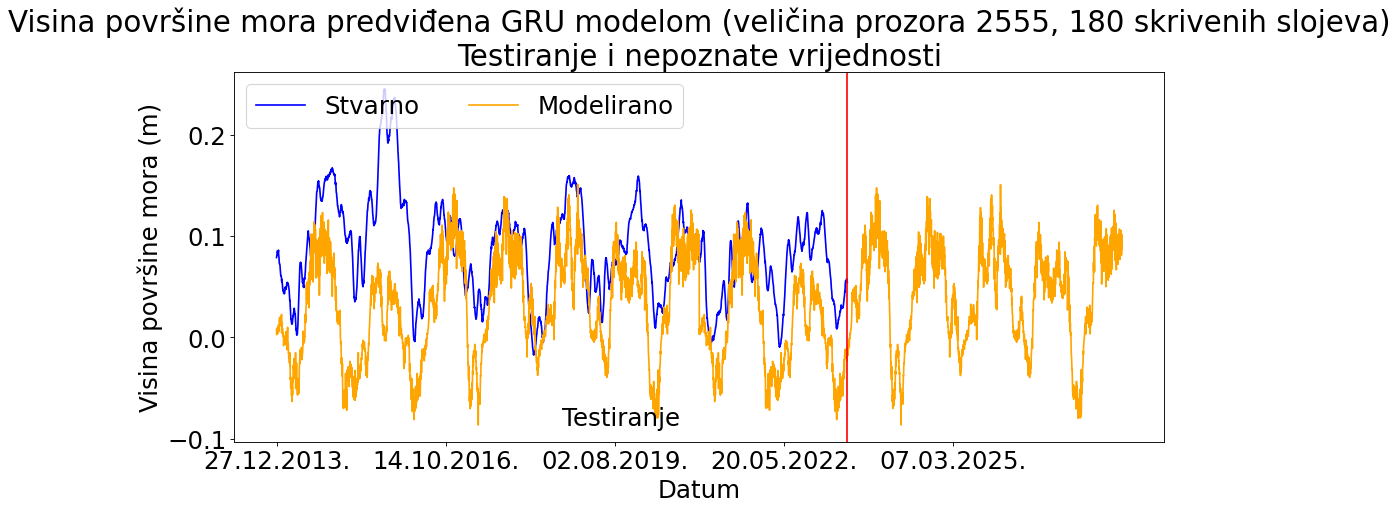 Visina površine mora predviđena GRU modelom (veličina prozora 2555, 180 skrivenih slojeva)
Testiranje i nepoznate vrijednosti
Stvarno Modelirano
Visina površine mora (m)
0.2
0.1
0.0
−0.1
Testiranje
27.12.2013. 14.10.2016. 02.08.2019. 20.05.2022. 07.03.2025.
Datum